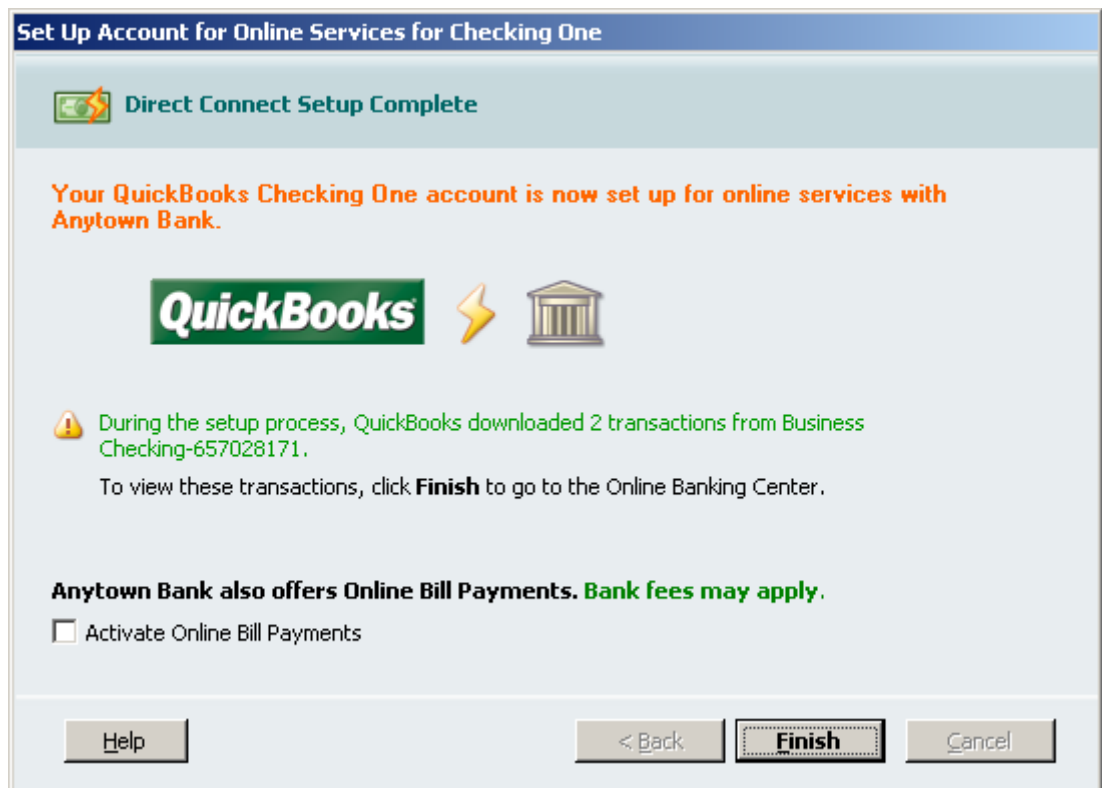 Set Up Account for Online Services for Checking One
Direct Connect Setup Complete
Your QuickBooks Checking One account is now set up for online services with
Anytown Bank.
QuickBooks
During the setup process, QuickBooks downloaded 2 transactions from Business
Checking-657028171.
To view these transactions, click Finish to go to the Online Banking Center.
Anytown Bank also offers Online Bill Payments. Bank fees may apply.
Activate Online Bill Payments
Help
< Back
Finish
Cancel